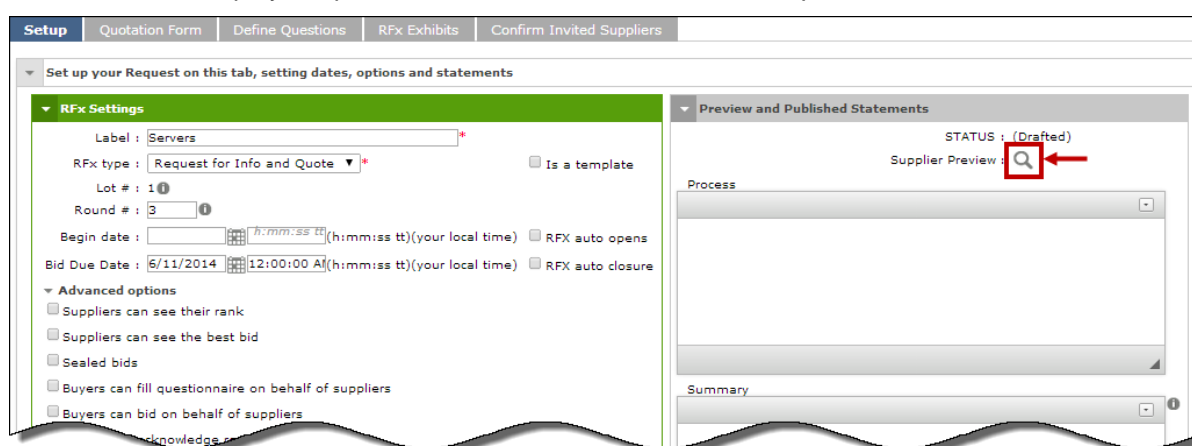 Setup Quotation Form Define Questions RFx Exhibits Confirm Invited Suppliers
Set up your Request on this tab, setting dates, options and statements
RFx Settings
Label : Servers *
RFx type : Request for Info and Quote * Is a template
Lot # : 1
Round # : 3
Begin date : h:mm:ss tt (h:mm:ss tt)(your local time) RFX auto opens
Bid Due Date : 6/11/2014 12:00:00 A (h:mm:ss tt)(your local time) RFX auto closure
Advanced options
Suppliers can see their rank
Suppliers can see the best bid
Sealed bids
Buyers can fill questionnaire on behalf of suppliers
Buyers can bid on behalf of suppliers
Preview and Published Statements
STATUS : (Drafted)
Supplier Preview :
Process
Summary